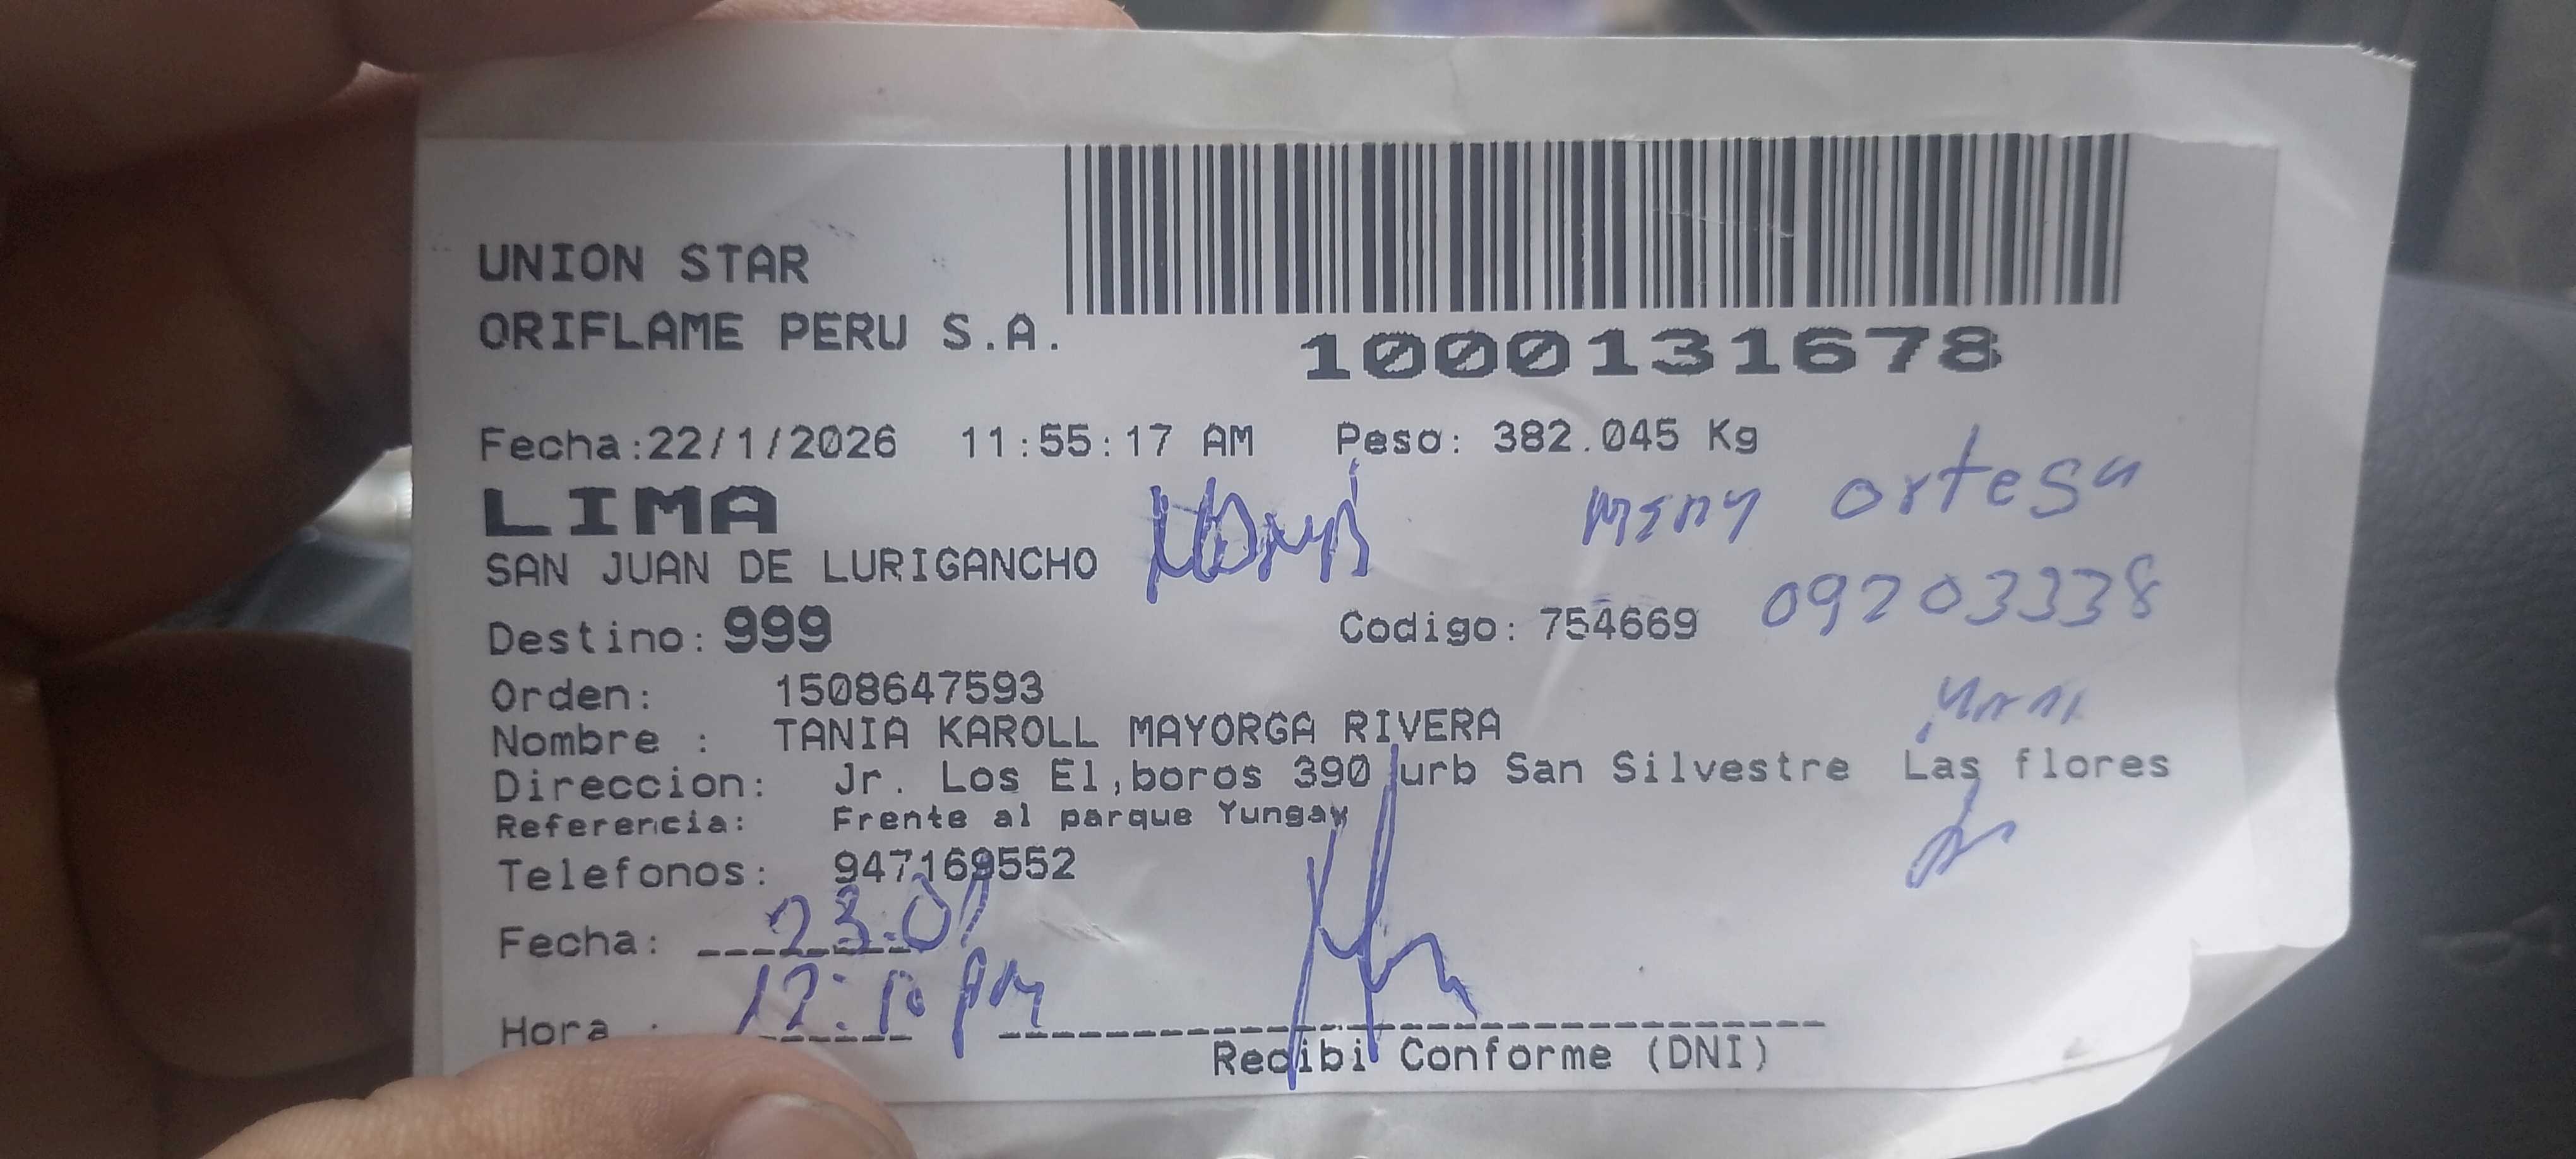 UNION STAR
ORIFLAME PERU S.A.
1000131678
Fecha:22/1/2026 11:55:17 AM Peso: 382.045 Kg
LIMA
ortega
SAN JUAN DE LURIGANCHO
Destino: 999 Codigo: 754669 09203338
Orden: 1508647593
Nombre : TANIA KAROLL MAYORGA RIVERA
Direccion: Jr. Los El,boros 390 urb San Silvestre Las flores
Referencia: Frente al parque Yungay
Telefonos: 947169552
Fecha: 23.01
Hora : 12:10 PM
Recibi Conforme (DNI)